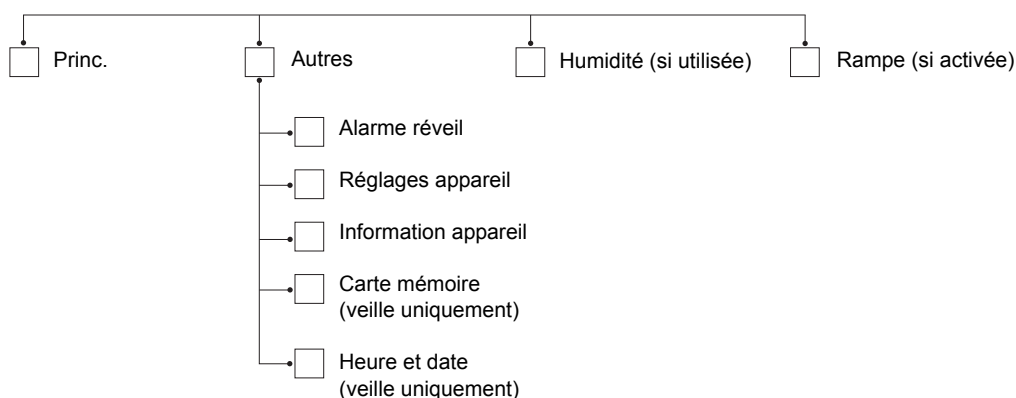 Princ.
Autres
Humidité (si utilisée)
Rampe (si activée)
Alarme réveil
Réglages appareil
Information appareil
Carte mémoire
(veille uniquement)
Heure et date
(veille uniquement)